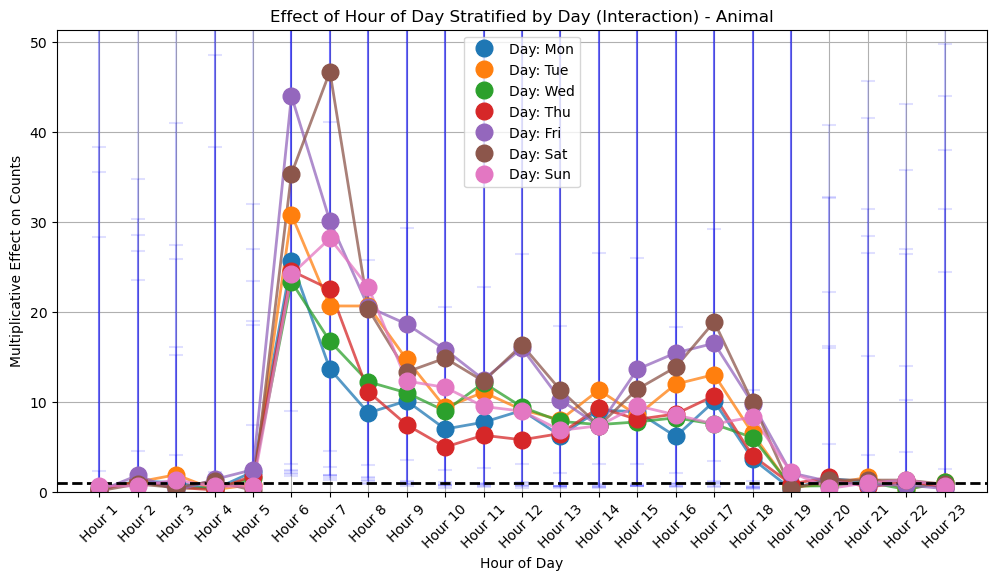 Effect of Hour of Day Stratified by Day (Interaction) - Animal
Multiplicative Effect on Counts
50
40
30
20
10
0
Day: Mon
Day: Tue
Day: Wed
Day: Thu
Day: Fri
Day: Sat
Day: Sun
Hour 1
Hour 2
Hour 3
Hour 4
Hour 5
Hour 6
Hour 7
Hour 8
Hour 9
Hour 10
Hour 11
Hour 12
Hour 13
Hour 14
Hour 15
Hour 16
Hour 17
Hour 18
Hour 19
Hour 20
Hour 21
Hour 22
Hour 23
Hour of Day